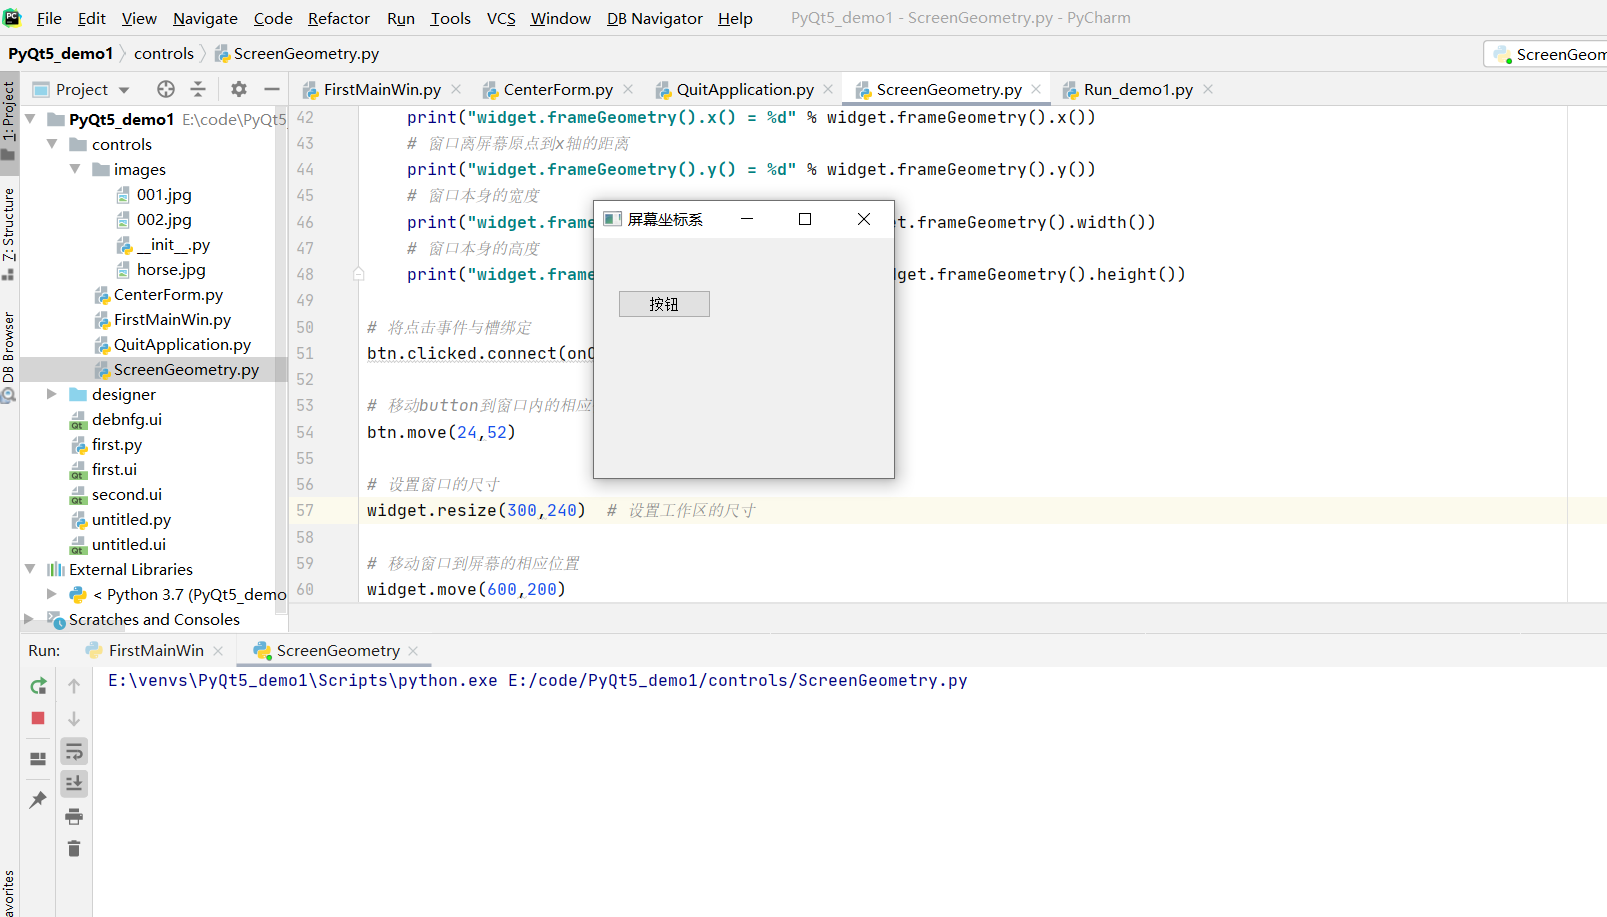 File Edit View Navigate Code Refactor Run Tools VCS Window DB Navigator Help PyQt5_demo1 - ScreenGeometry.py - PyCharm
PyQt5_demo1 controls ScreenGeometry.py ScreenGeom
1: Project
7: Structure
DB Browser
avorites
Project
PyQt5_demo1 E:\code\PyQt5
controls
images
001.jpg
002.jpg
__init__.py
horse.jpg
CenterForm.py
FirstMainWin.py
QuitApplication.py
ScreenGeometry.py
designer
debnfg.ui
first.py
first.ui
second.ui
untitled.py
untitled.ui
External Libraries
< Python 3.7 (PyQt5_demo
Scratches and Consoles
FirstMainWin.py CenterForm.py QuitApplication.py ScreenGeometry.py Run_demo1.py
42 print("widget.frameGeometry().x() = %d" % widget.frameGeometry().x())
43 # 窗口离屏幕原点到x轴的距离
44 print("widget.frameGeometry().y() = %d" % widget.frameGeometry().y())
45 # 窗口本身的宽度
46 print("widget.frame t.frameGeometry().width())
47 # 窗口本身的高度
48 print("widget.frame dget.frameGeometry().height())
49
50 # 将点击事件与槽绑定
51 btn.clicked.connect(on
52
53 # 移动button到窗口内的相应
54 btn.move(24,52)
55
56 # 设置窗口的尺寸
57 widget.resize(300,240) # 设置工作区的尺寸
58
59 # 移动窗口到屏幕的相应位置
60 widget.move(600,200)
屏幕坐标系
按钮
Run: FirstMainWin ScreenGeometry
E:\venvs\PyQt5_demo1\Scripts\python.exe E:/code/PyQt5_demo1/controls/ScreenGeometry.py